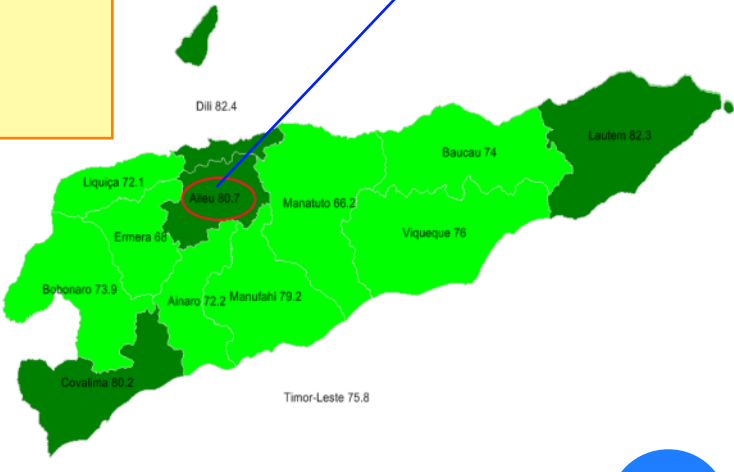 Dili 82.4
Lautem 82.3
Baucau 74
Liquiça 72.1
Aileu 80.7
Manatuto 66.2
Viqueque 76
Ermera 68
Bobonaro 73.9
Ainaro 72.2
Manufahi 79.2
Covalima 80.2
Timor-Leste 75.8